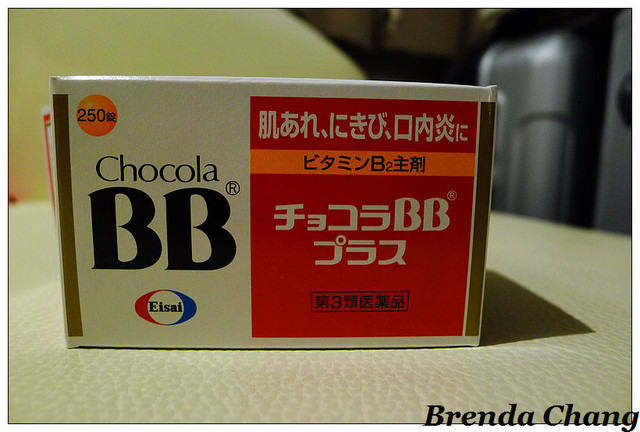 250錠
Chocola
BB®
Eisai
肌あれ、にきび、口内炎に
ビタミンB₂主剤
チョコラBB®
プラス
第3類医薬品
Brenda Chang